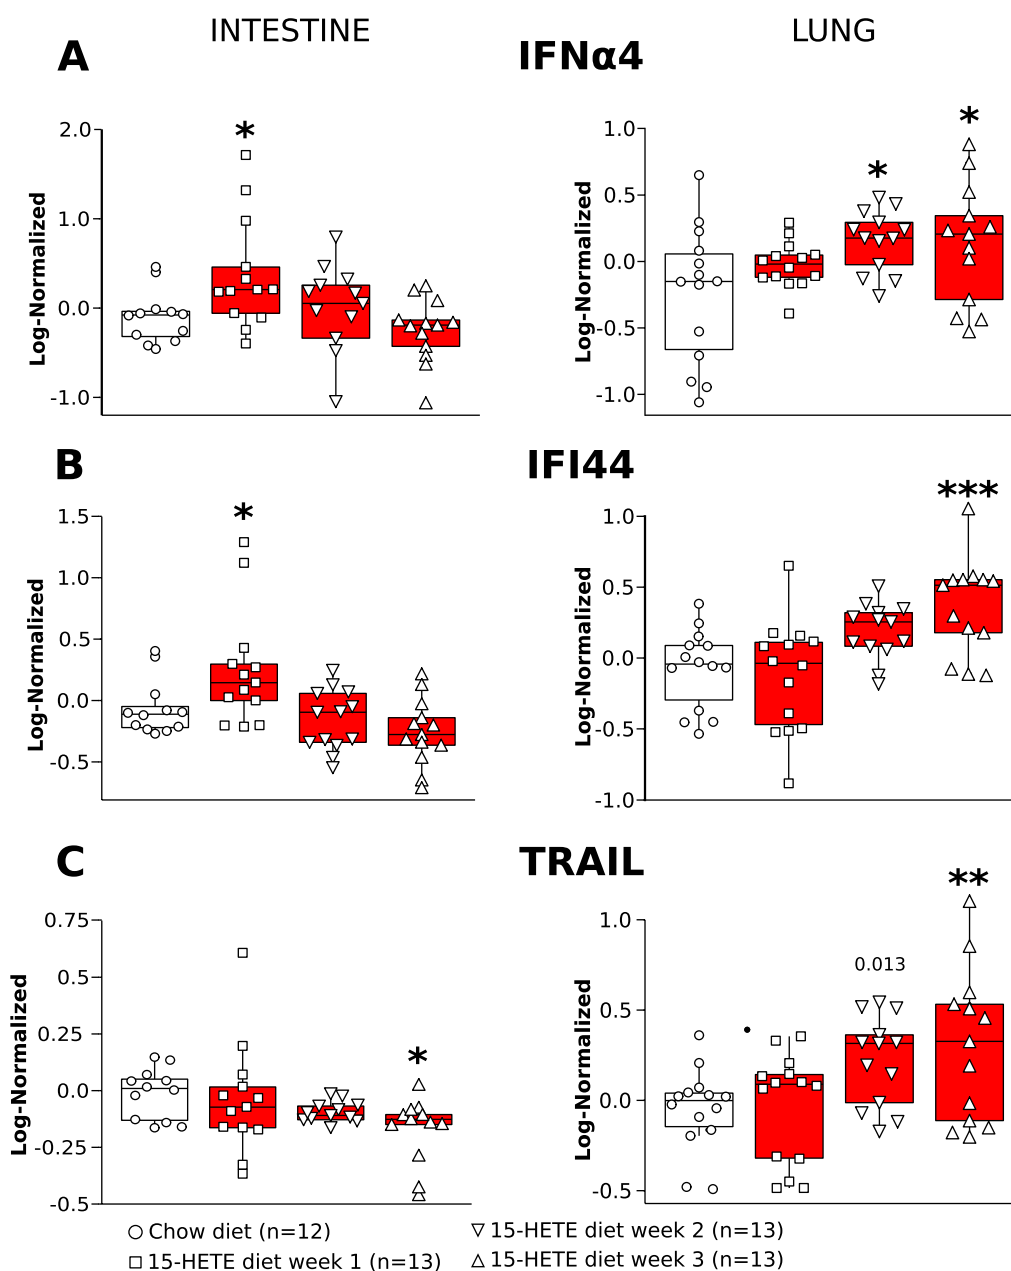 INTESTINE LUNG
A IFNα4
2.0 1.0 0.0 -1.0
Log-Normalized
*
1.0 0.5 0.0 -0.5 -1.0
Log-Normalized
* *
B IFI44
1.5 1.0 0.5 0.0 -0.5
Log-Normalized
*
1.0 0.5 0.0 -0.5 -1.0
Log-Normalized
***
C TRAIL
0.75 0.5 0.25 0.0 -0.25 -0.5
Log-Normalized
*
1.0 0.5 0.0 -0.5
Log-Normalized
0.013 **
Chow diet (n=12) 15-HETE diet week 2 (n=13)
15-HETE diet week 1 (n=13) 15-HETE diet week 3 (n=13)